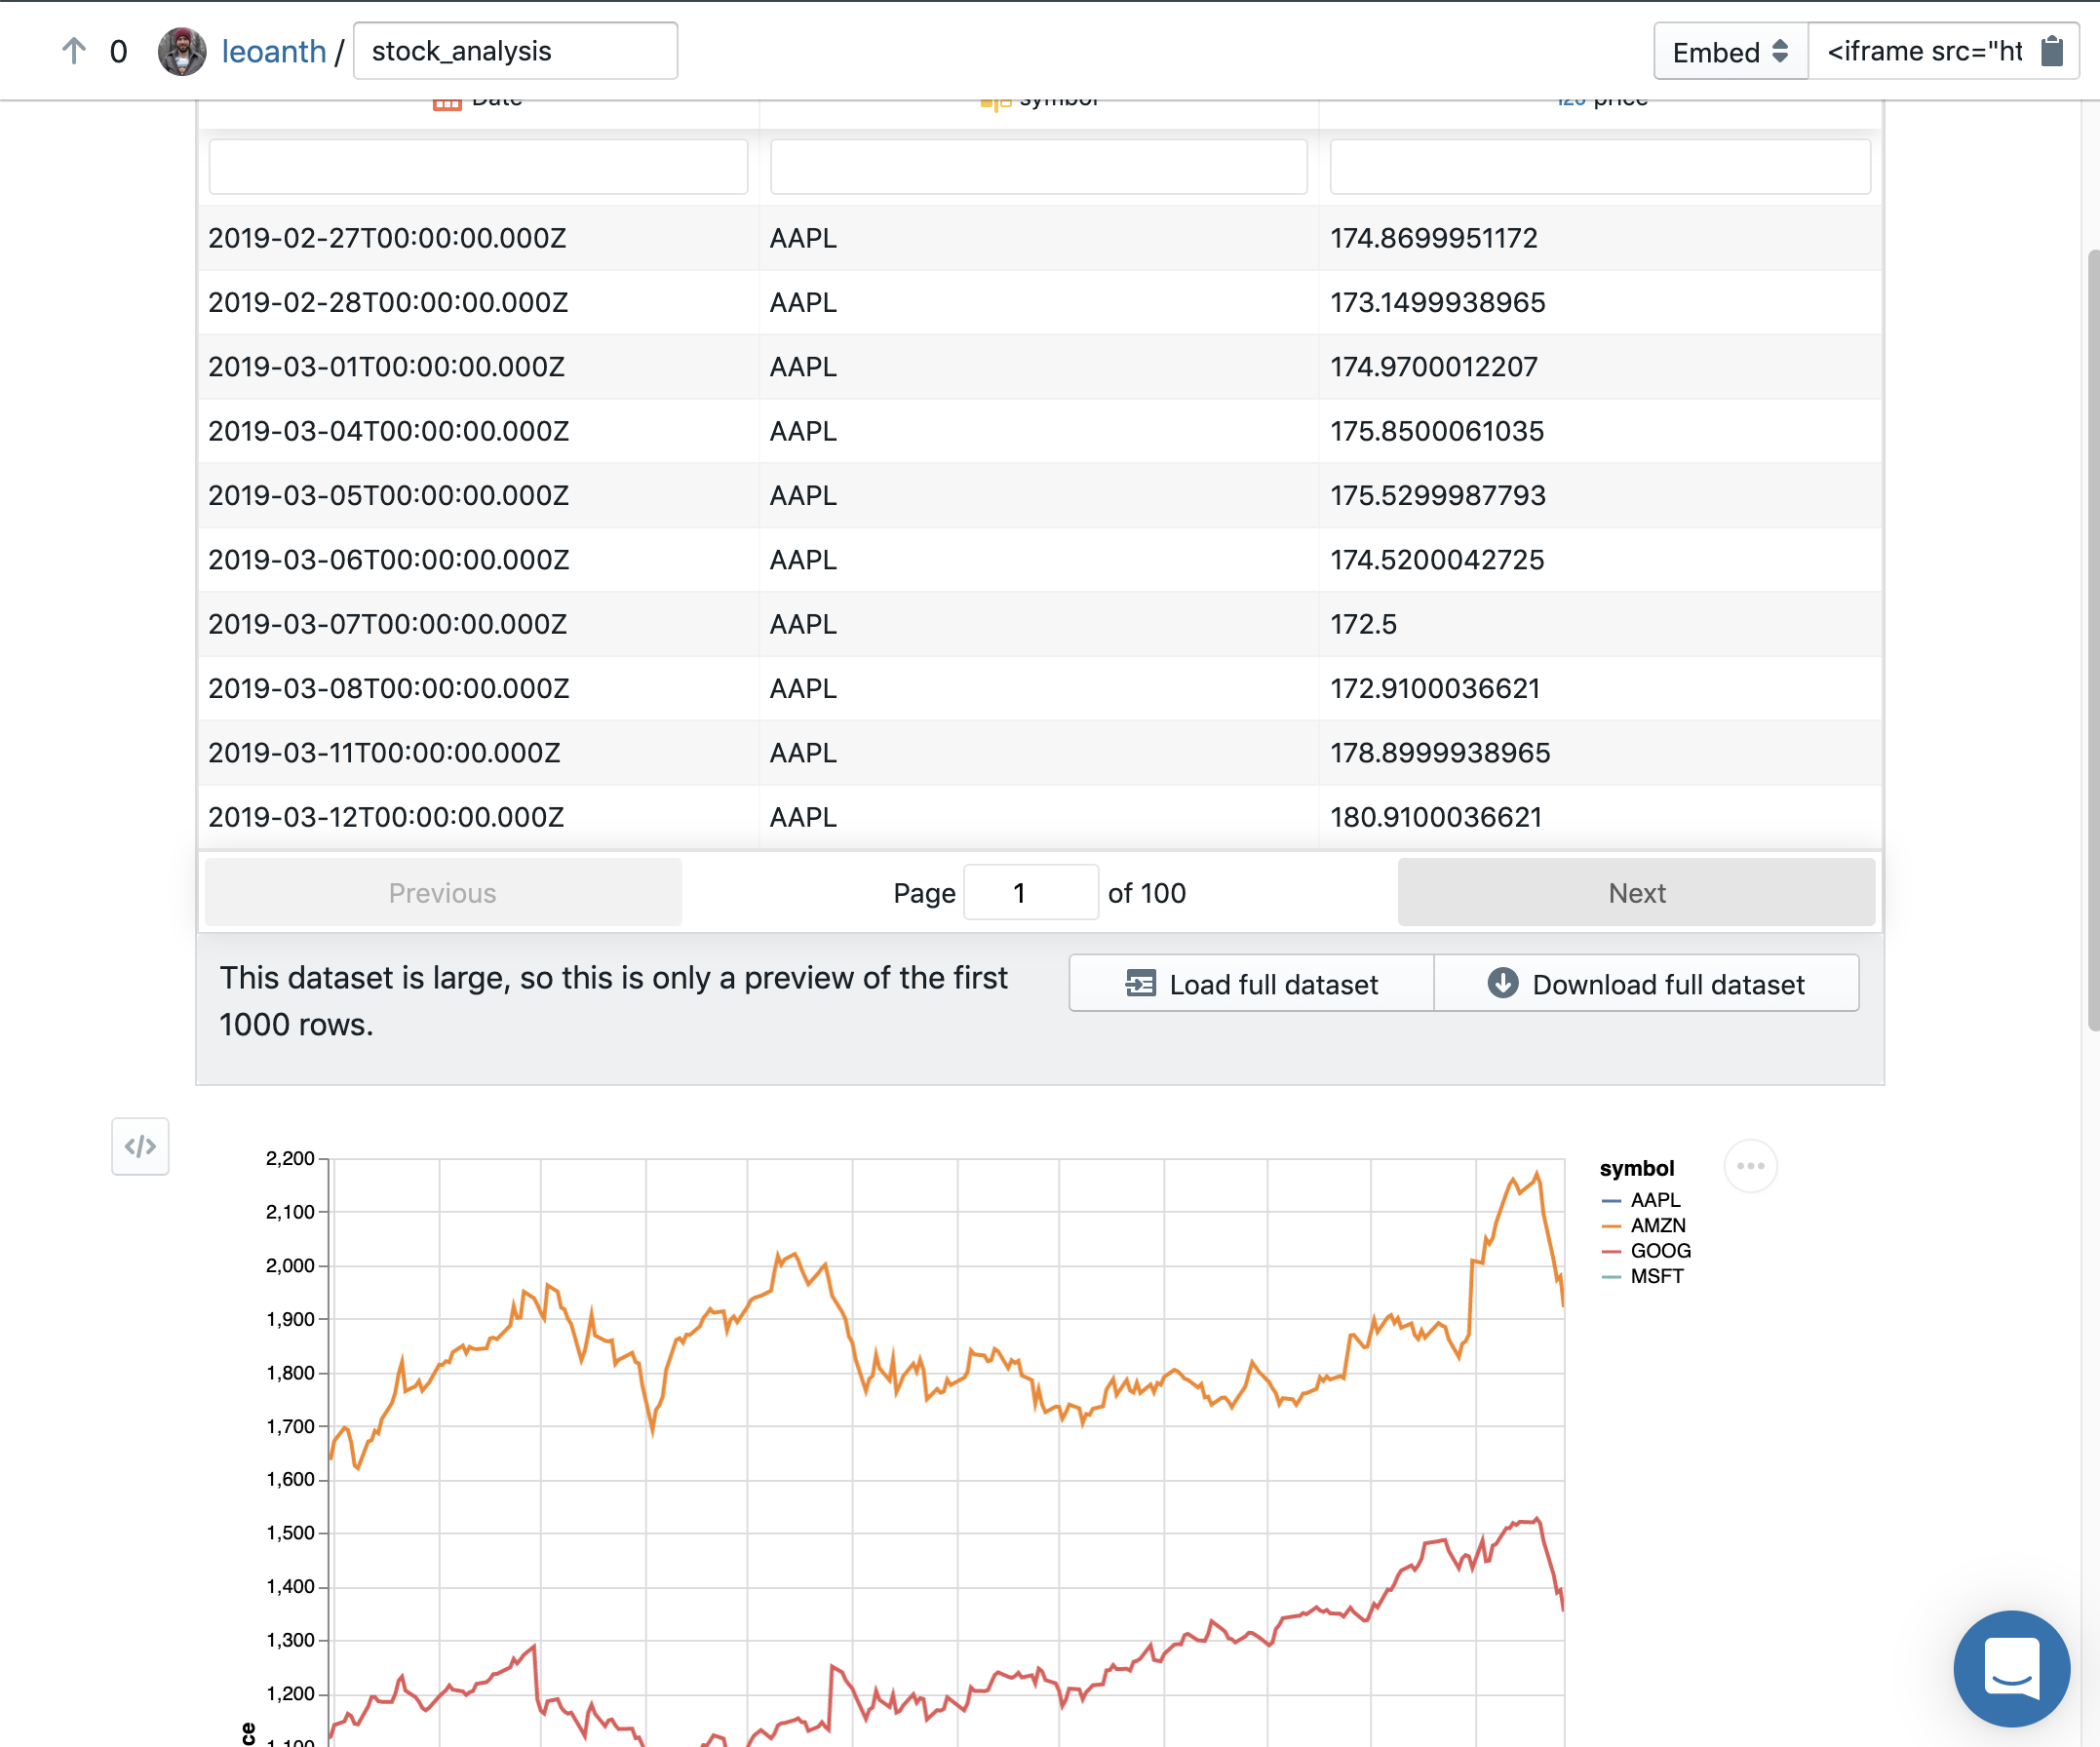 0 leoanth / stock_analysis Embed <iframe src="ht
Date symbol 123 price
2019-02-27T00:00:00.000Z AAPL 174.8699951172
2019-02-28T00:00:00.000Z AAPL 173.1499938965
2019-03-01T00:00:00.000Z AAPL 174.9700012207
2019-03-04T00:00:00.000Z AAPL 175.8500061035
2019-03-05T00:00:00.000Z AAPL 175.5299987793
2019-03-06T00:00:00.000Z AAPL 174.5200042725
2019-03-07T00:00:00.000Z AAPL 172.5
2019-03-08T00:00:00.000Z AAPL 172.9100036621
2019-03-11T00:00:00.000Z AAPL 178.8999938965
2019-03-12T00:00:00.000Z AAPL 180.9100036621
Previous Page 1 of 100 Next
This dataset is large, so this is only a preview of the first
1000 rows.
Load full dataset Download full dataset
</>
symbol
AAPL
AMZN
GOOG
MSFT
2,200
2,100
2,000
1,900
1,800
1,700
1,600
1,500
1,400
1,300
1,200
1,100
ce